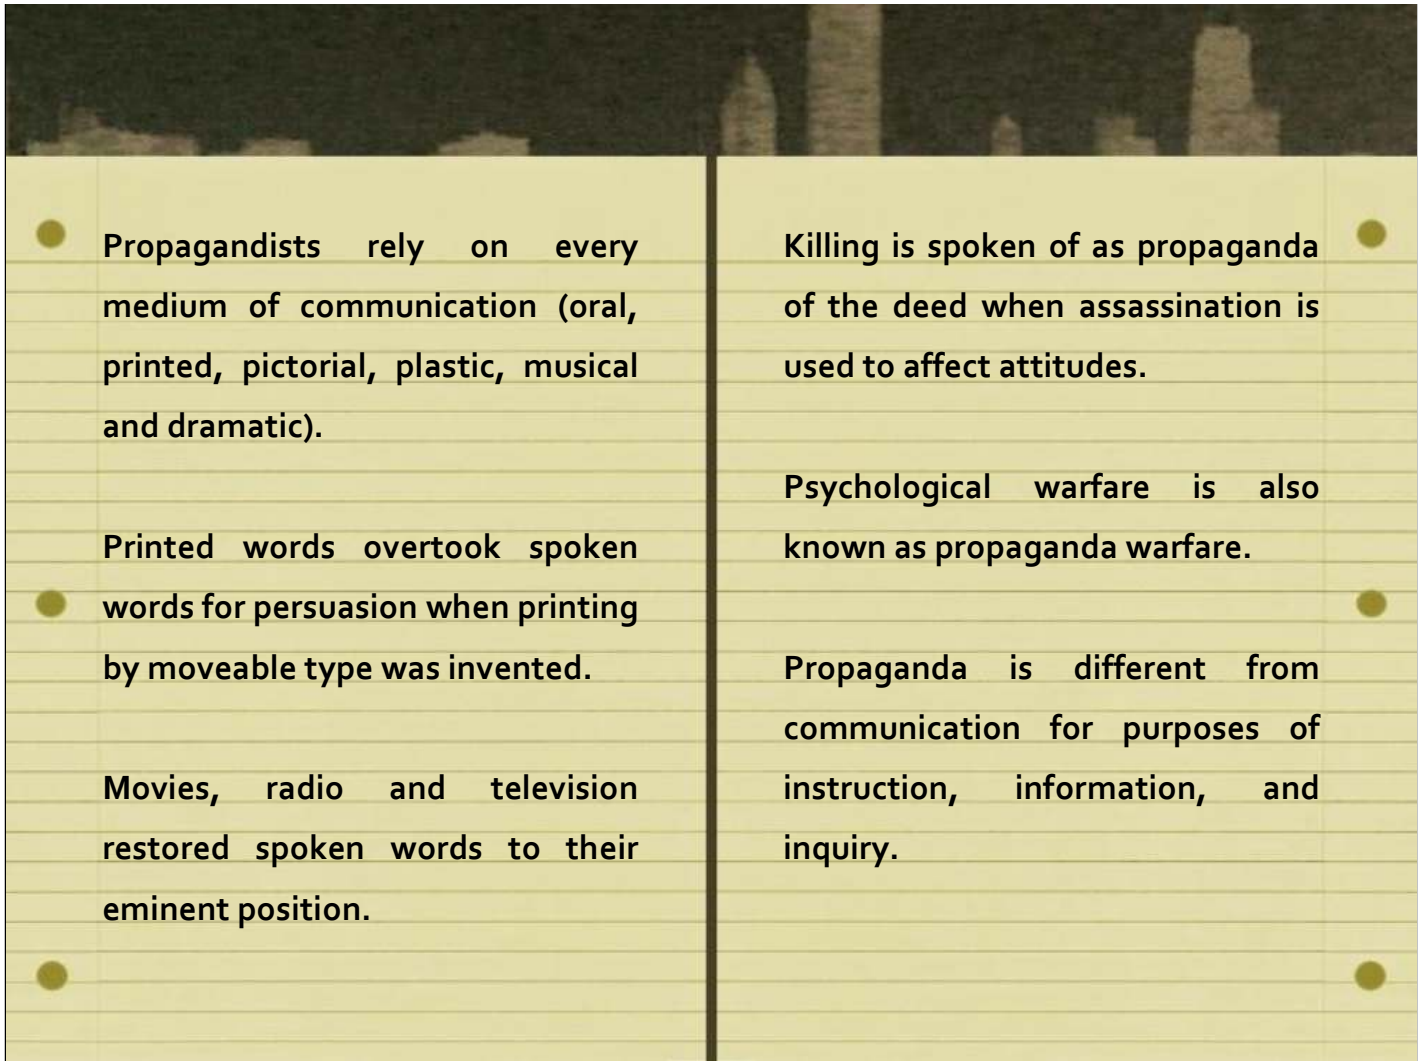 Propagandists rely on every
medium of communication (oral,
printed, pictorial, plastic, musical
and dramatic).
Printed words overtook spoken
words for persuasion when printing
by moveable type was invented.
Movies, radio and television
restored spoken words to their
eminent position.
Killing is spoken of as propaganda
of the deed when assassination is
used to affect attitudes.
Psychological warfare is also
known as propaganda warfare.
Propaganda is different from
communication for purposes of
instruction, information, and
inquiry.